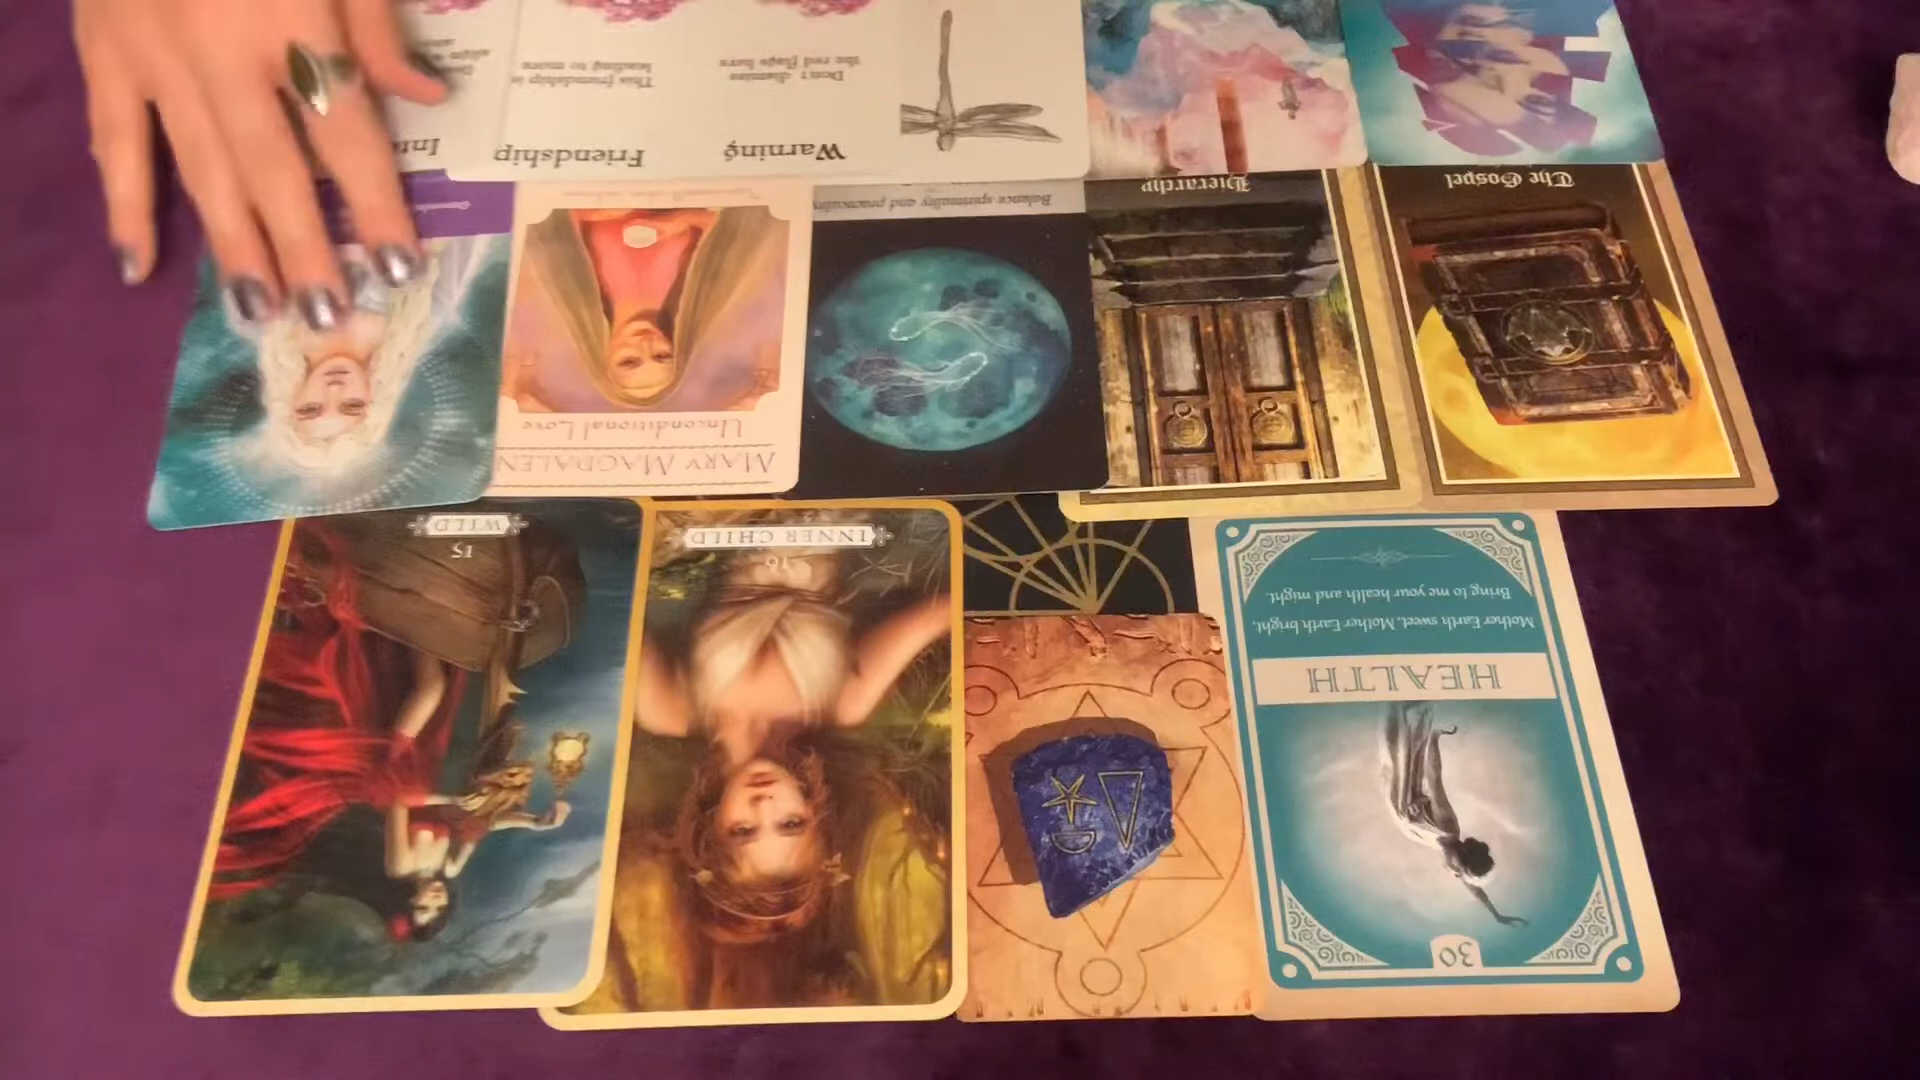 Friendship
This friendship is
leading to more
Warning
Don't dismiss
the red flags here
Balance spirituality and practicality
Hierarchy
The Gospel
MARY MAGDALEN
Unconditional Love
15
WILD
INNER CHILD
30
HEALTH
Mother Earth sweet, Mother Earth bright,
Bring to me your health and might.